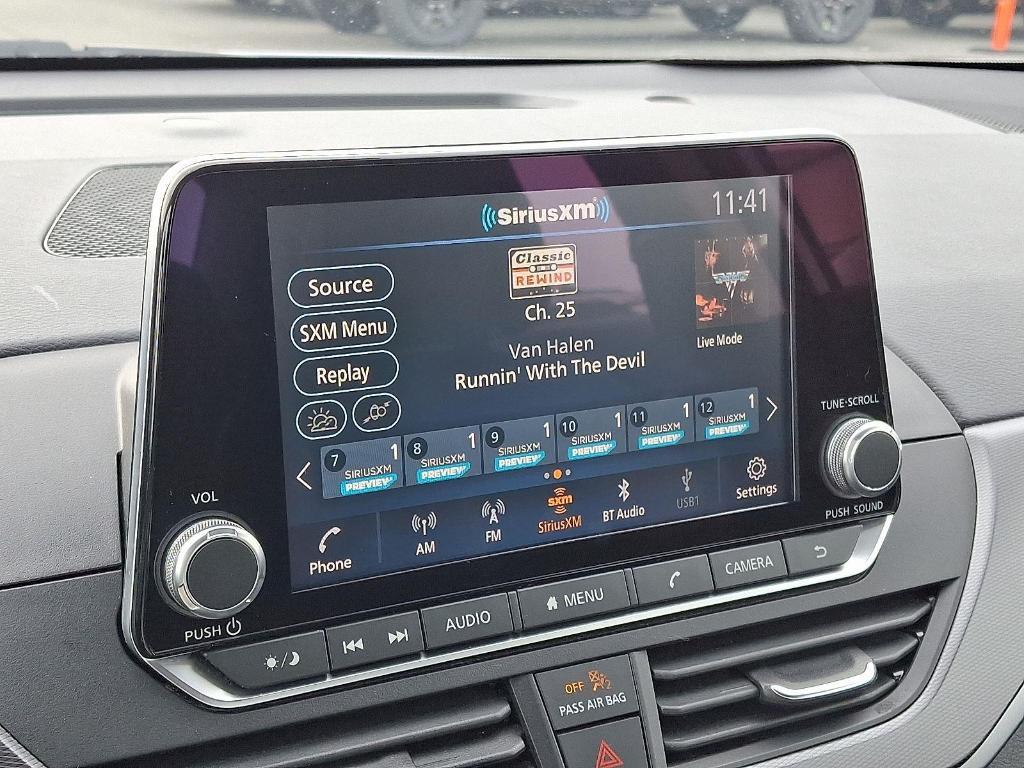 SiriusXM
11:41
Classic
REWIND
Ch. 25
Source
SXM Menu
Replay
Van Halen
Runnin' With The Devil
Live Mode
7 1
SIRIUSXM
PREVIEW
8 1
SIRIUSXM
PREVIEW
9 1
SIRIUSXM
PREVIEW
10 1
SIRIUSXM
PREVIEW
11 1
SIRIUSXM
PREVIEW
12 1
SIRIUSXM
PREVIEW
Phone
AM
FM
sxm
SiriusXM
BT Audio
USB1
Settings
VOL
PUSH
TUNE·SCROLL
PUSH SOUND
AUDIO
MENU
CAMERA
OFF 2
PASS AIR BAG